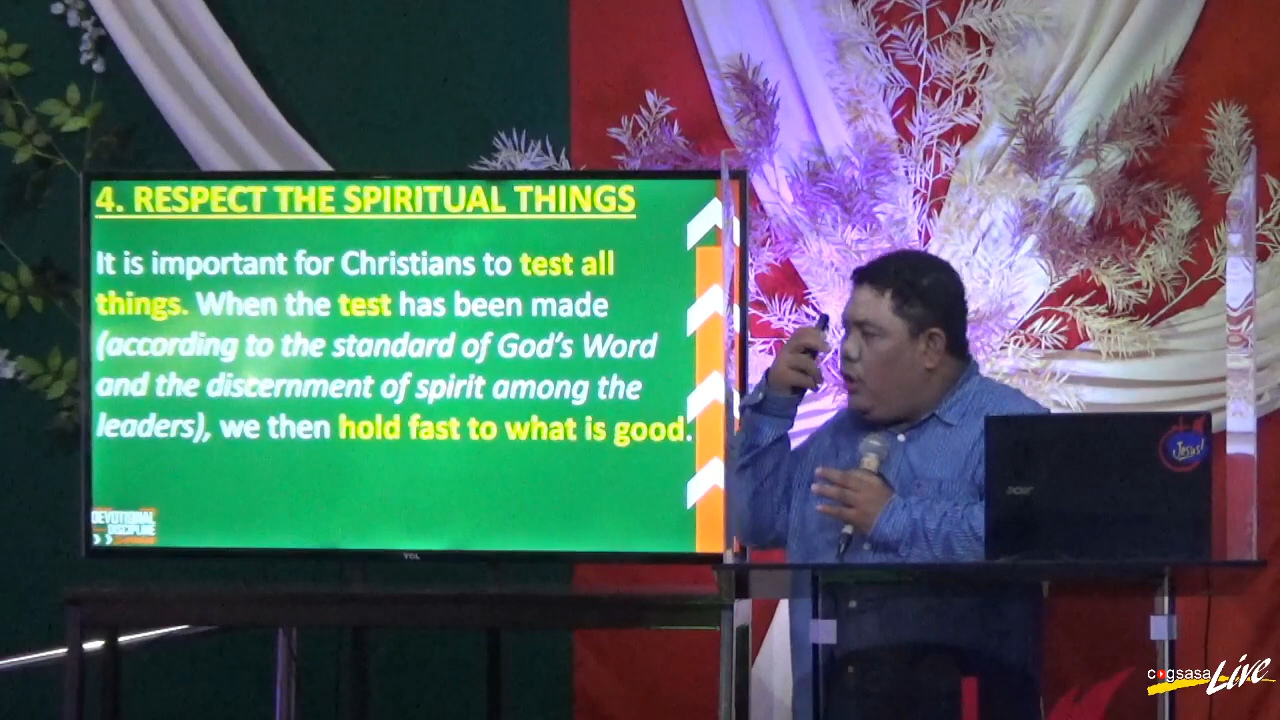 4. RESPECT THE SPIRITUAL THINGS
It is important for Christians to test all
things. When the test has been made
(according to the standard of God's Word
and the discernment of spirit among the
leaders), we then hold fast to what is good.
DEVOTIONAL
DISCIPLINE
TCL
acer
Jesus!
cogsasa Live